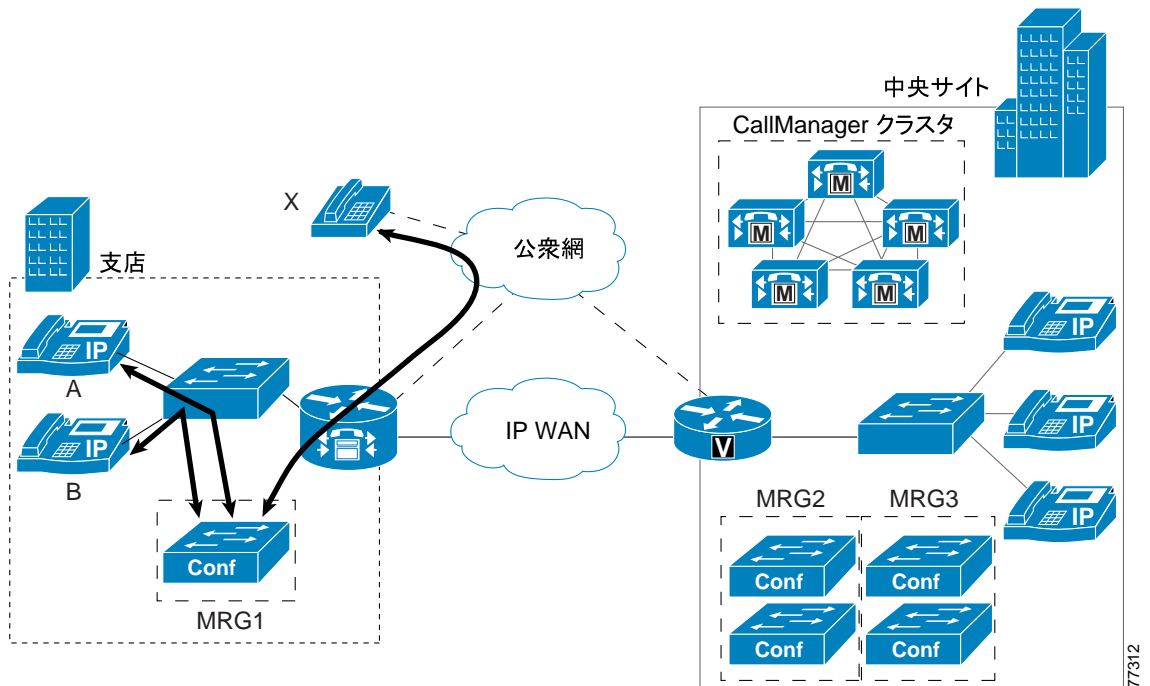 中央サイト
CallManager クラスタ
M
M
M
M
M
X
公衆網
支店
IP
A
IP
B
IP WAN
V
IP
IP
IP
Conf
MRG1
MRG2
MRG3
Conf
Conf
Conf
Conf
77312